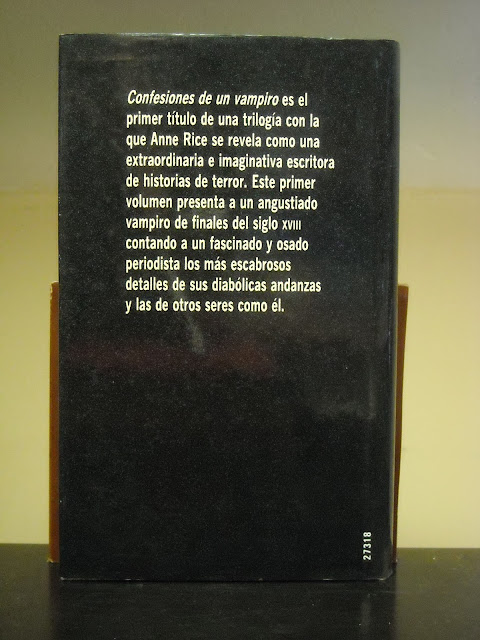 Confesiones de un vampiro es el
primer título de una trilogía con la
que Anne Rice se revela como una
extraordinaria e imaginativa escritora
de historias de terror. Este primer
volumen presenta a un angustiado
vampiro de finales del siglo XVIII
contando a un fascinado y osado
periodista los más escabrosos
detalles de sus diabólicas andanzas
y las de otros seres como él.
27318